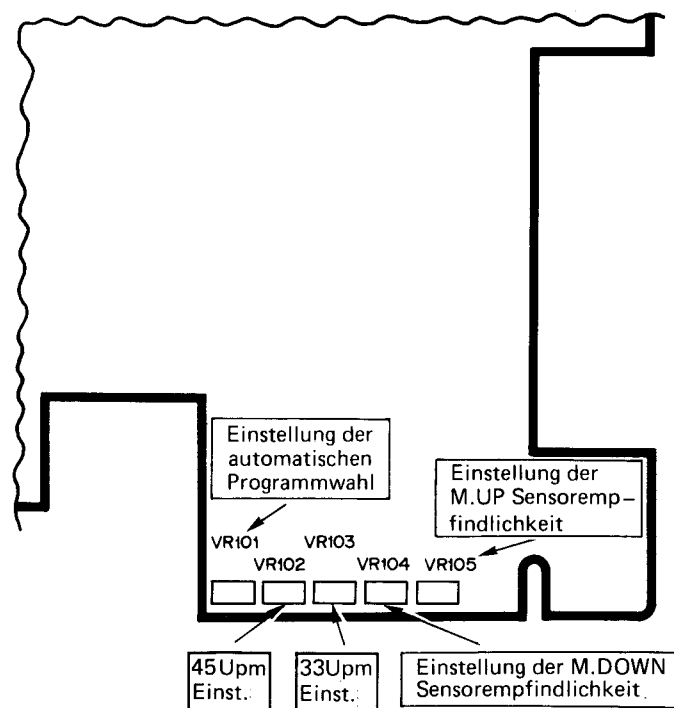 Einstellung der
automatischen
Programmwahl
Einstellung der
M.UP Sensoremp-
findlichkeit
VR101
VR103
VR102
VR104
VR105
45Upm
Einst.
33Upm
Einst.
Einstellung der M.DOWN
Sensorempfindlichkeit